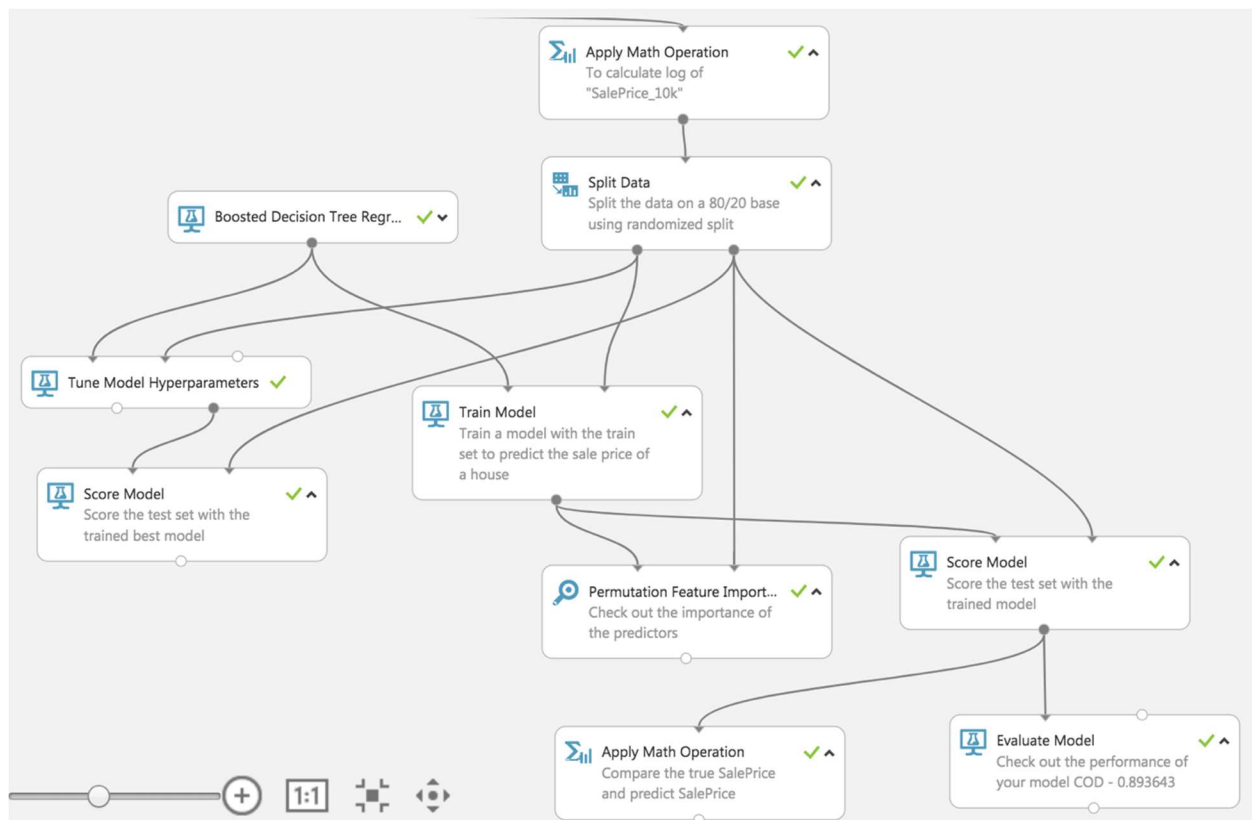 Apply Math Operation
To calculate log of
"SalePrice_10k"
Split Data
Split the data on a 80/20 base
using randomized split
Boosted Decision Tree Regr...
Tune Model Hyperparameters
Train Model
Train a model with the train
set to predict the sale price of
a house
Score Model
Score the test set with the
trained best model
Score Model
Score the test set with the
trained model
Permutation Feature Import...
Check out the importance of
the predictors
Apply Math Operation
Compare the true SalePrice
and predict SalePrice
Evaluate Model
Check out the performance of
your model COD - 0.893643
1:1